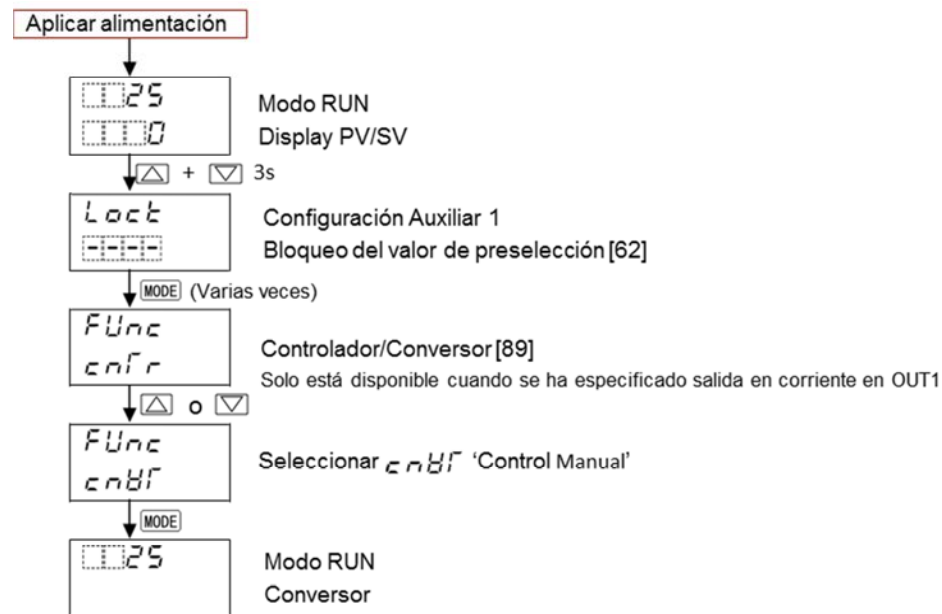 Aplicar alimentación
25
0
Modo RUN
Display PV/SV
+ 3s
Lock
----
Configuración Auxiliar 1
Bloqueo del valor de preselección [62]
MODE (Varias veces)
FUnc
cnTr
Controlador/Conversor [89]
Solo está disponible cuando se ha especificado salida en corriente en OUT1
o
FUnc
Seleccionar 'Control Manual'
MODE
25
Modo RUN
Conversor